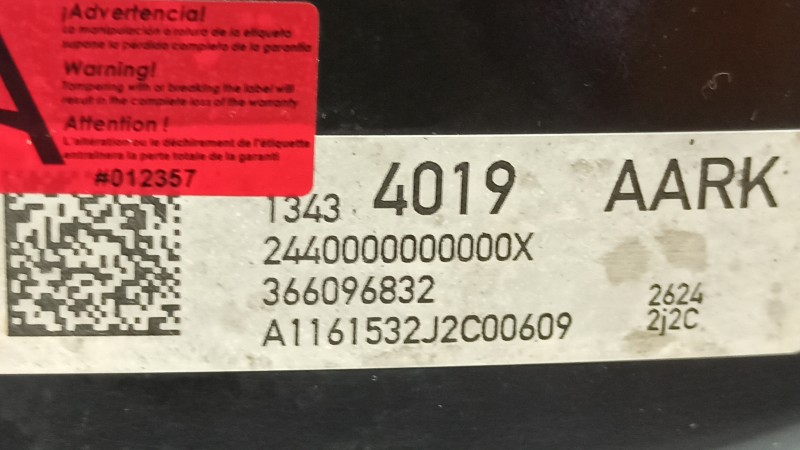 A
¡Advertencia!
La manipulación o rotura de la etiqueta
supone la pérdida completa de la garantía
Warning!
Tampering with or breaking the label will
result in the complete loss of the warranty
Attention !
L'altération ou le déchirement de l'étiquette
entraînera la perte totale de la garanti
#012357
1343 4019 AARK
2440000000000X
366096832 2624
A1161532J2C00609 2j2C